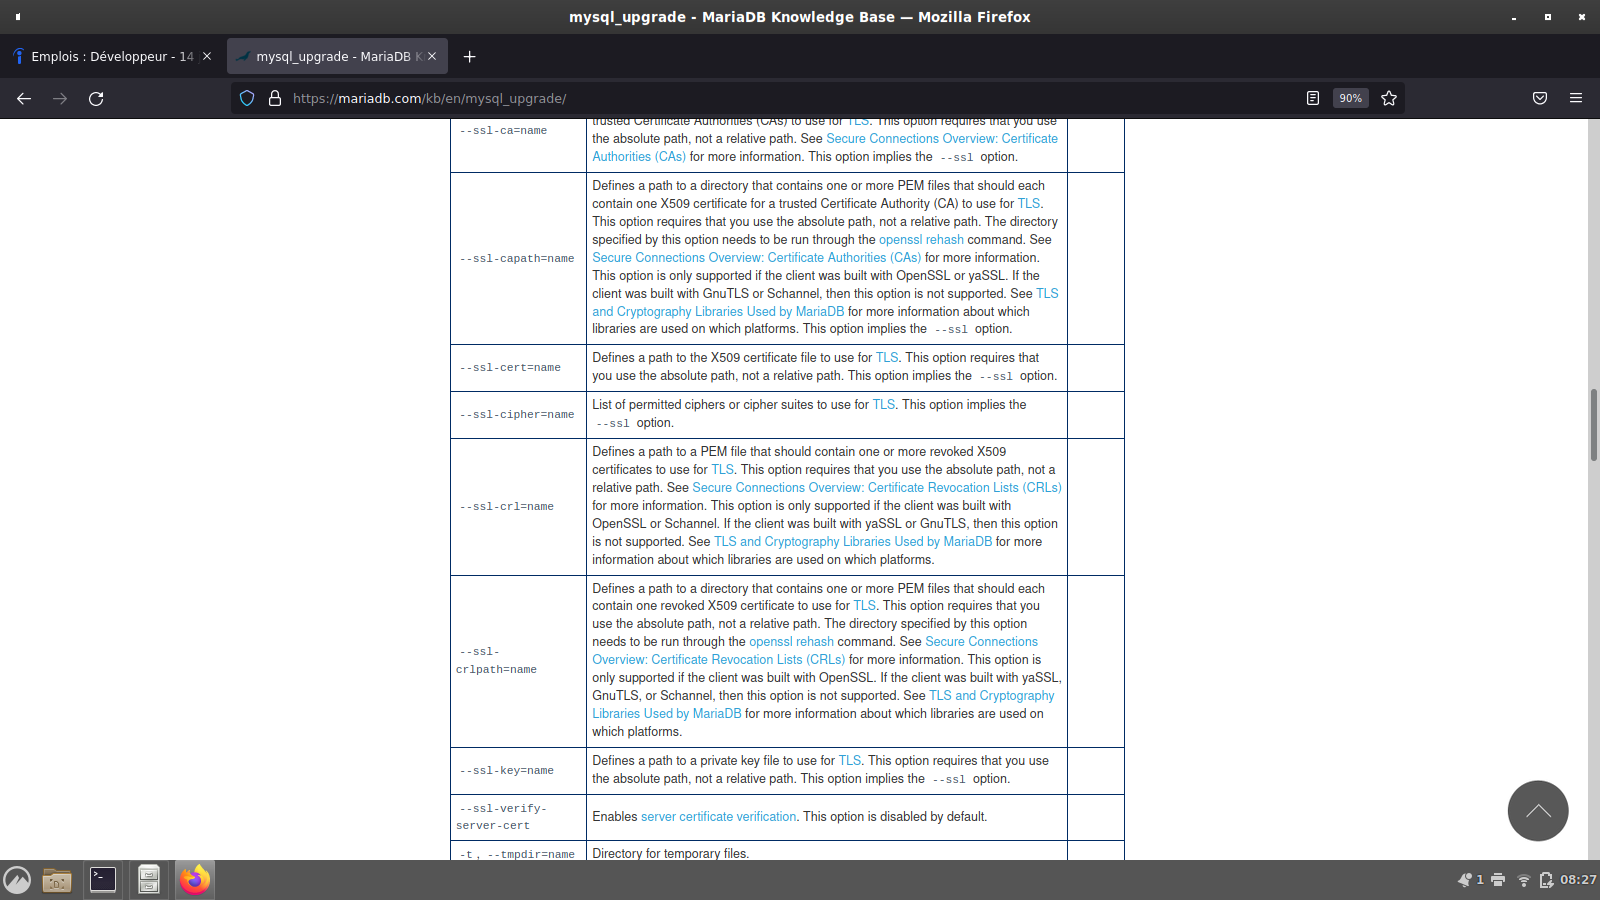 mysql_upgrade - MariaDB Knowledge Base — Mozilla Firefox
Emplois : Développeur - 14
mysql_upgrade - MariaDB K
https://mariadb.com/kb/en/mysql_upgrade/
90%
--ssl-ca=name
trusted Certificate Authorities (CAs) to use for TLS. This option requires that you use
the absolute path, not a relative path. See Secure Connections Overview: Certificate
Authorities (CAs) for more information. This option implies the --ssl option.
--ssl-capath=name
Defines a path to a directory that contains one or more PEM files that should each
contain one X509 certificate for a trusted Certificate Authority (CA) to use for TLS.
This option requires that you use the absolute path, not a relative path. The directory
specified by this option needs to be run through the openssl rehash command. See
Secure Connections Overview: Certificate Authorities (CAs) for more information.
This option is only supported if the client was built with OpenSSL or yaSSL. If the
client was built with GnuTLS or Schannel, then this option is not supported. See TLS
and Cryptography Libraries Used by MariaDB for more information about which
libraries are used on which platforms. This option implies the --ssl option.
--ssl-cert=name
Defines a path to the X509 certificate file to use for TLS. This option requires that
you use the absolute path, not a relative path. This option implies the --ssl option.
--ssl-cipher=name
List of permitted ciphers or cipher suites to use for TLS. This option implies the
--ssl option.
--ssl-crl=name
Defines a path to a PEM file that should contain one or more revoked X509
certificates to use for TLS. This option requires that you use the absolute path, not a
relative path. See Secure Connections Overview: Certificate Revocation Lists (CRLs)
for more information. This option is only supported if the client was built with
OpenSSL or Schannel. If the client was built with yaSSL or GnuTLS, then this option
is not supported. See TLS and Cryptography Libraries Used by MariaDB for more
information about which libraries are used on which platforms.
--ssl-
crlpath=name
Defines a path to a directory that contains one or more PEM files that should each
contain one revoked X509 certificate to use for TLS. This option requires that you
use the absolute path, not a relative path. The directory specified by this option
needs to be run through the openssl rehash command. See Secure Connections
Overview: Certificate Revocation Lists (CRLs) for more information. This option is
only supported if the client was built with OpenSSL. If the client was built with yaSSL,
GnuTLS, or Schannel, then this option is not supported. See TLS and Cryptography
Libraries Used by MariaDB for more information about which libraries are used on
which platforms.
--ssl-key=name
Defines a path to a private key file to use for TLS. This option requires that you use
the absolute path, not a relative path. This option implies the --ssl option.
--ssl-verify-
server-cert
Enables server certificate verification. This option is disabled by default.
-t , --tmpdir=name
Directory for temporary files.
1
08:27